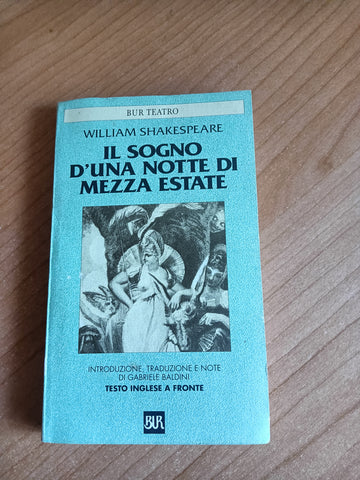 BUR TEATRO
WILLIAM SHAKESPEARE
IL SOGNO
D'UNA NOTTE DI
MEZZA ESTATE
INTRODUZIONE, TRADUZIONE E NOTE
DI GABRIELE BALDINI
TESTO INGLESE A FRONTE
BUR